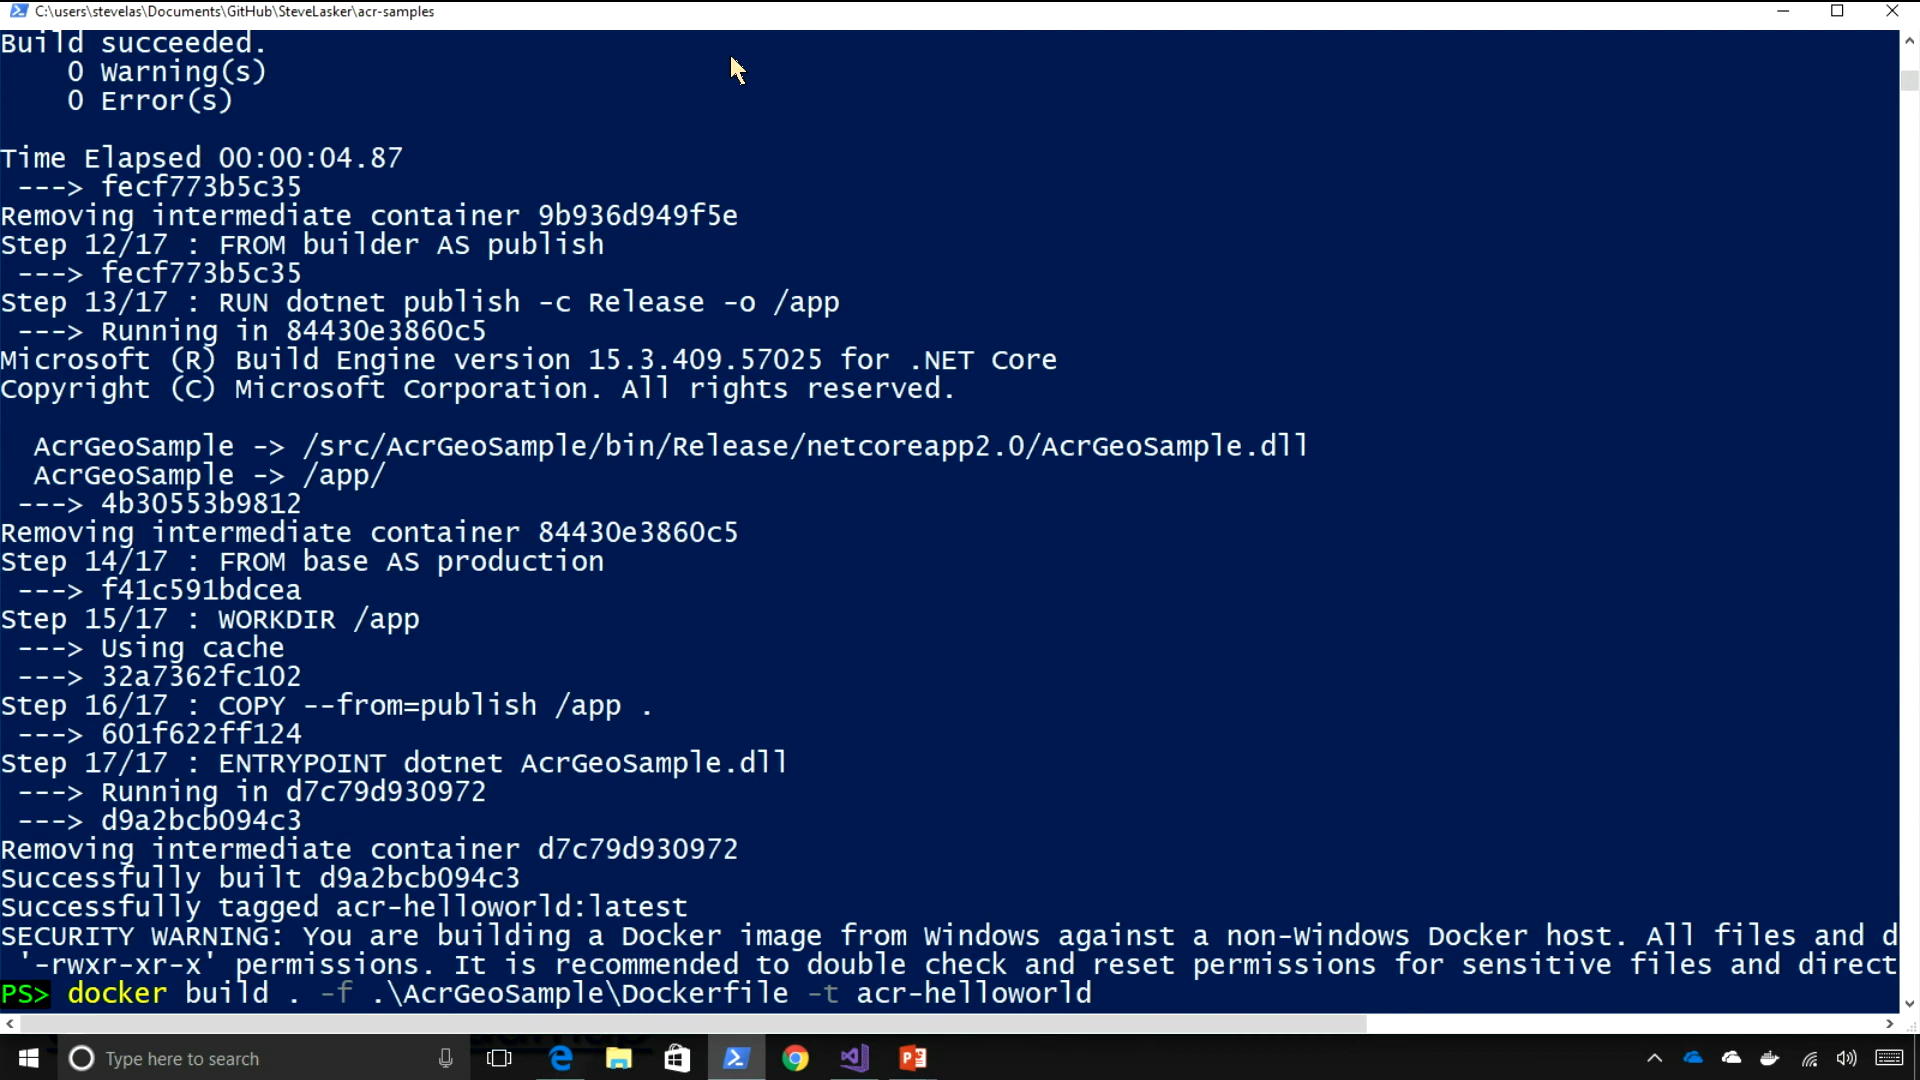 C:\users\stevelas\Documents\GitHub\SteveLasker\acr-samples
Build succeeded.
    0 Warning(s)
    0 Error(s)
Time Elapsed 00:00:04.87
 ---> fecf773b5c35
Removing intermediate container 9b936d949f5e
Step 12/17 : FROM builder AS publish
 ---> fecf773b5c35
Step 13/17 : RUN dotnet publish -c Release -o /app
 ---> Running in 84430e3860c5
Microsoft (R) Build Engine version 15.3.409.57025 for .NET Core
Copyright (C) Microsoft Corporation. All rights reserved.
  AcrGeoSample -> /src/AcrGeoSample/bin/Release/netcoreapp2.0/AcrGeoSample.dll
  AcrGeoSample -> /app/
 ---> 4b30553b9812
Removing intermediate container 84430e3860c5
Step 14/17 : FROM base AS production
 ---> f41c591bdcea
Step 15/17 : WORKDIR /app
 ---> Using cache
 ---> 32a7362fc102
Step 16/17 : COPY --from=publish /app .
 ---> 601f622ff124
Step 17/17 : ENTRYPOINT dotnet AcrGeoSample.dll
 ---> Running in d7c79d930972
 ---> d9a2bcb094c3
Removing intermediate container d7c79d930972
Successfully built d9a2bcb094c3
Successfully tagged acr-helloworld:latest
SECURITY WARNING: You are building a Docker image from Windows against a non-Windows Docker host. All files and d
 '-rwxr-xr-x' permissions. It is recommended to double check and reset permissions for sensitive files and direct
PS> docker build . -f .\AcrGeoSample\Dockerfile -t acr-helloworld
Type here to search